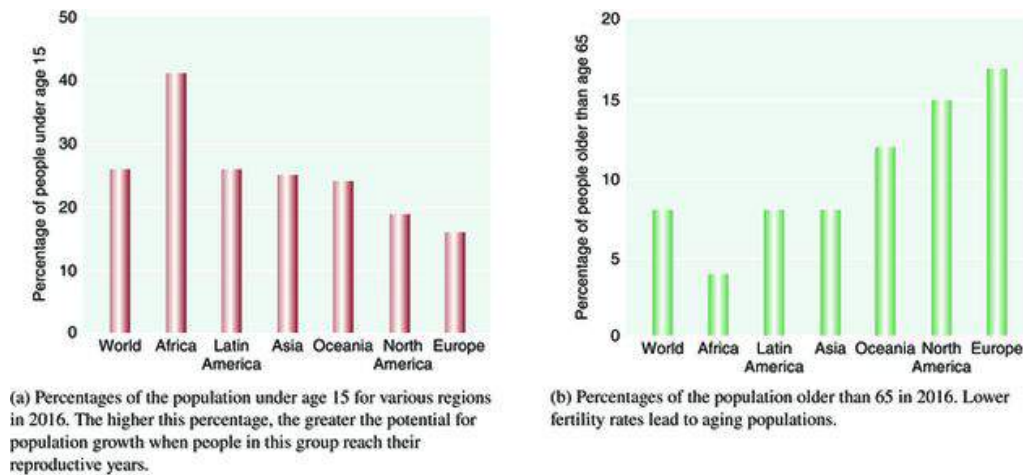 50
40
30
20
10
0
Percentage of people under age 15
World Africa Latin America Asia Oceania North America Europe
(a) Percentages of the population under age 15 for various regions
in 2016. The higher this percentage, the greater the potential for
population growth when people in this group reach their
reproductive years.
20
15
10
5
0
Percentage of people older than age 65
World Africa Latin America Asia Oceania North America Europe
(b) Percentages of the population older than 65 in 2016. Lower
fertility rates lead to aging populations.